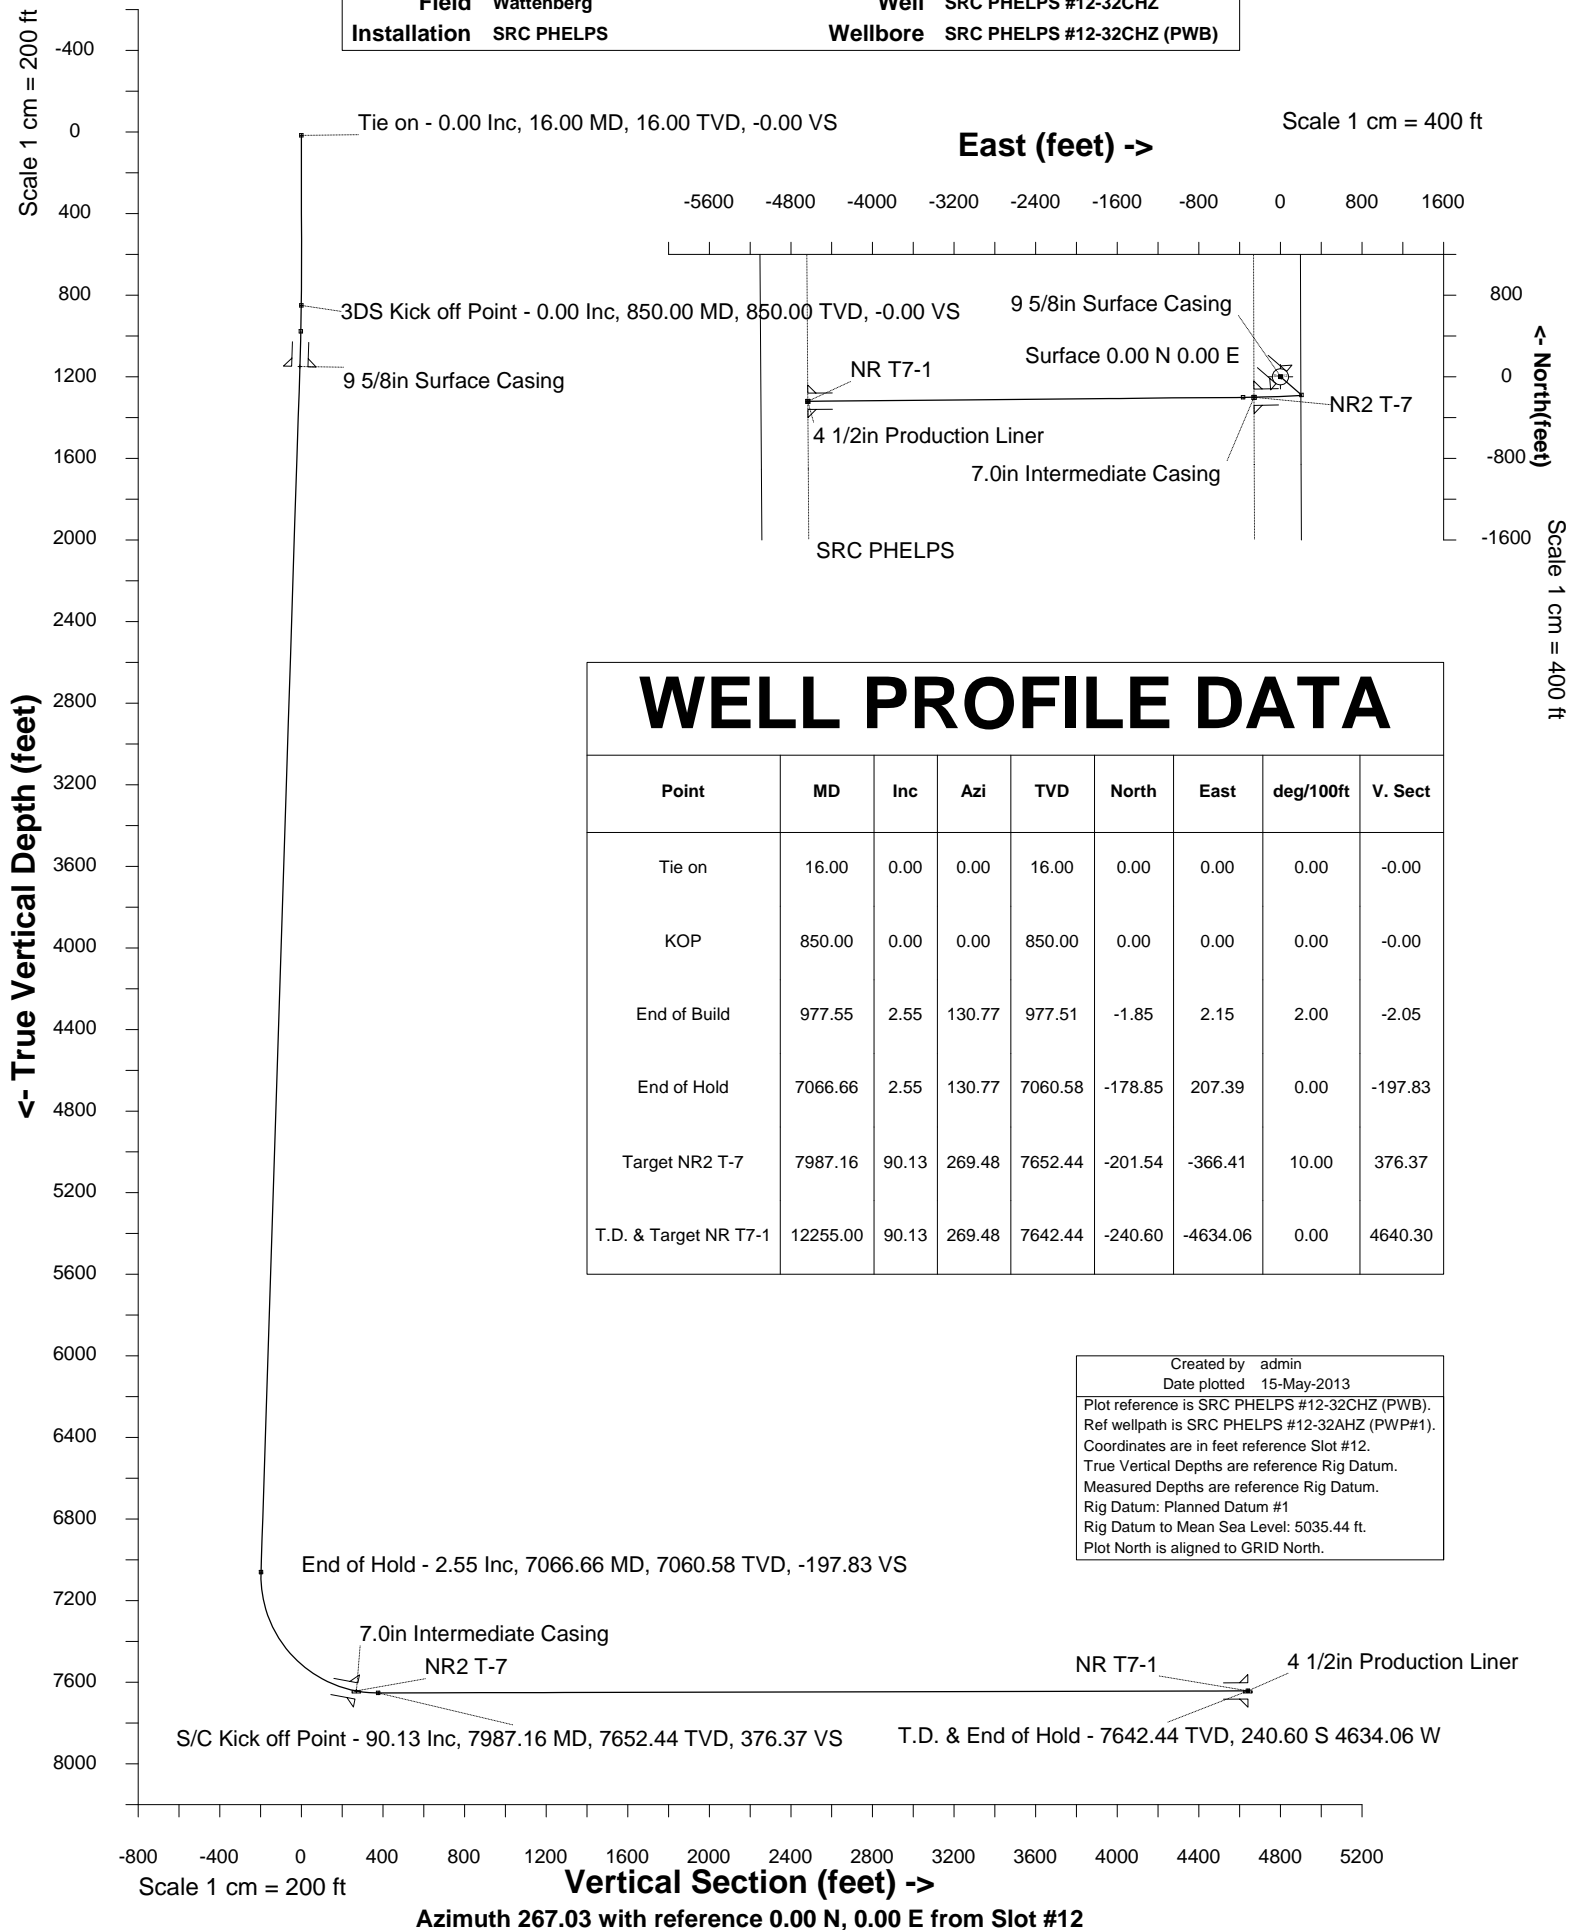 Field Wattenberg Well SRC PHELPS #12-32CHZ
Installation SRC PHELPS Wellbore SRC PHELPS #12-32CHZ (PWB)
Scale 1 cm = 200 ft
<- True Vertical Depth (feet)
-400
0
400
800
1200
1600
2000
2400
2800
3200
3600
4000
4400
4800
5200
5600
6000
6400
6800
7200
7600
8000
Tie on - 0.00 Inc, 16.00 MD, 16.00 TVD, -0.00 VS
3DS Kick off Point - 0.00 Inc, 850.00 MD, 850.00 TVD, -0.00 VS
9 5/8in Surface Casing
Scale 1 cm = 400 ft
East (feet) ->
-5600 -4800 -4000 -3200 -2400 -1600 -800 0 800 1600
9 5/8in Surface Casing
Surface 0.00 N 0.00 E
NR T7-1
NR2 T-7
4 1/2in Production Liner
7.0in Intermediate Casing
SRC PHELPS
800
0
-800
-1600
<- North(feet)
Scale 1 cm = 400 ft
WELL PROFILE DATA
Point MD Inc Azi TVD North East deg/100ft V. Sect
Tie on 16.00 0.00 0.00 16.00 0.00 0.00 0.00 -0.00
KOP 850.00 0.00 0.00 850.00 0.00 0.00 0.00 -0.00
End of Build 977.55 2.55 130.77 977.51 -1.85 2.15 2.00 -2.05
End of Hold 7066.66 2.55 130.77 7060.58 -178.85 207.39 0.00 -197.83
Target NR2 T-7 7987.16 90.13 269.48 7652.44 -201.54 -366.41 10.00 376.37
T.D. & Target NR T7-1 12255.00 90.13 269.48 7642.44 -240.60 -4634.06 0.00 4640.30
Created by admin
Date plotted 15-May-2013
Plot reference is SRC PHELPS #12-32CHZ (PWB).
Ref wellpath is SRC PHELPS #12-32AHZ (PWP#1).
Coordinates are in feet reference Slot #12.
True Vertical Depths are reference Rig Datum.
Measured Depths are reference Rig Datum.
Rig Datum: Planned Datum #1
Rig Datum to Mean Sea Level: 5035.44 ft.
Plot North is aligned to GRID North.
End of Hold - 2.55 Inc, 7066.66 MD, 7060.58 TVD, -197.83 VS
7.0in Intermediate Casing
NR2 T-7
NR T7-1
4 1/2in Production Liner
S/C Kick off Point - 90.13 Inc, 7987.16 MD, 7652.44 TVD, 376.37 VS
T.D. & End of Hold - 7642.44 TVD, 240.60 S 4634.06 W
-800 -400 0 400 800 1200 1600 2000 2400 2800 3200 3600 4000 4400 4800 5200
Scale 1 cm = 200 ft
Vertical Section (feet) ->
Azimuth 267.03 with reference 0.00 N, 0.00 E from Slot #12